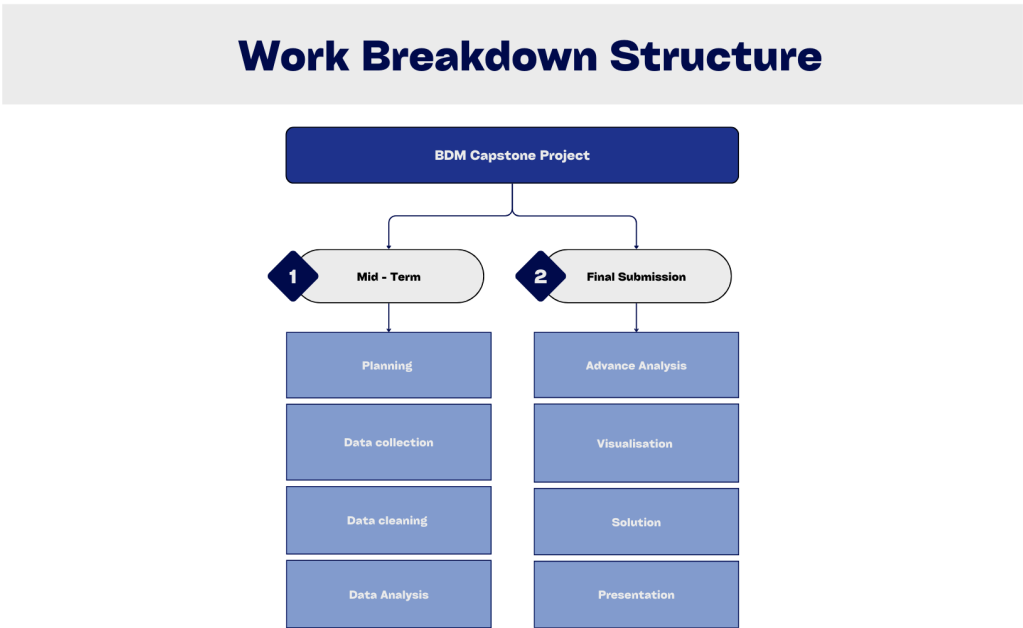 Work Breakdown Structure
BDM Capstone Project
1
Mid - Term
2
Final Submission
Planning
Data collection
Data cleaning
Data Analysis
Advance Analysis
Visualisation
Solution
Presentation